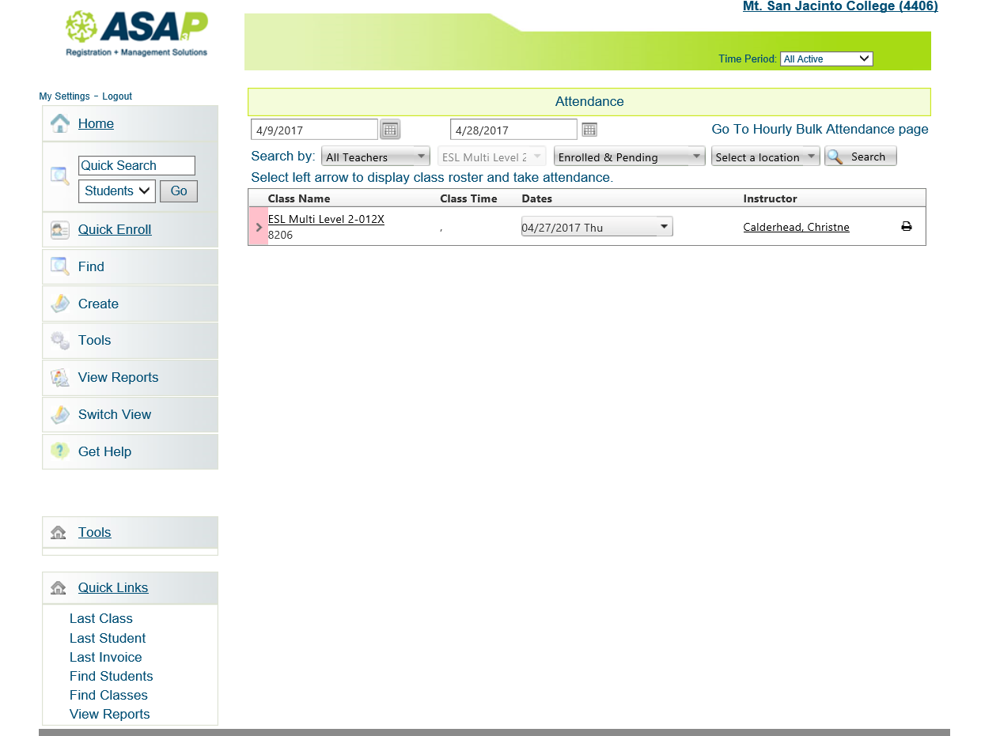 Mt. San Jacinto College (4406)
ASAP
3
Registration + Management Solutions
Time Period: All Active
My Settings - Logout
Home
Quick Search
Students Go
Quick Enroll
Find
Create
Tools
View Reports
Switch View
Get Help
Tools
Quick Links
Last Class
Last Student
Last Invoice
Find Students
Find Classes
View Reports
Attendance
4/9/2017 4/28/2017 Go To Hourly Bulk Attendance page
Search by: All Teachers ESL Multi Level 2 Enrolled & Pending Select a location Search
Select left arrow to display class roster and take attendance.
Class Name Class Time Dates Instructor
ESL Multi Level 2-012X
8206 , 04/27/2017 Thu Calderhead, Christne